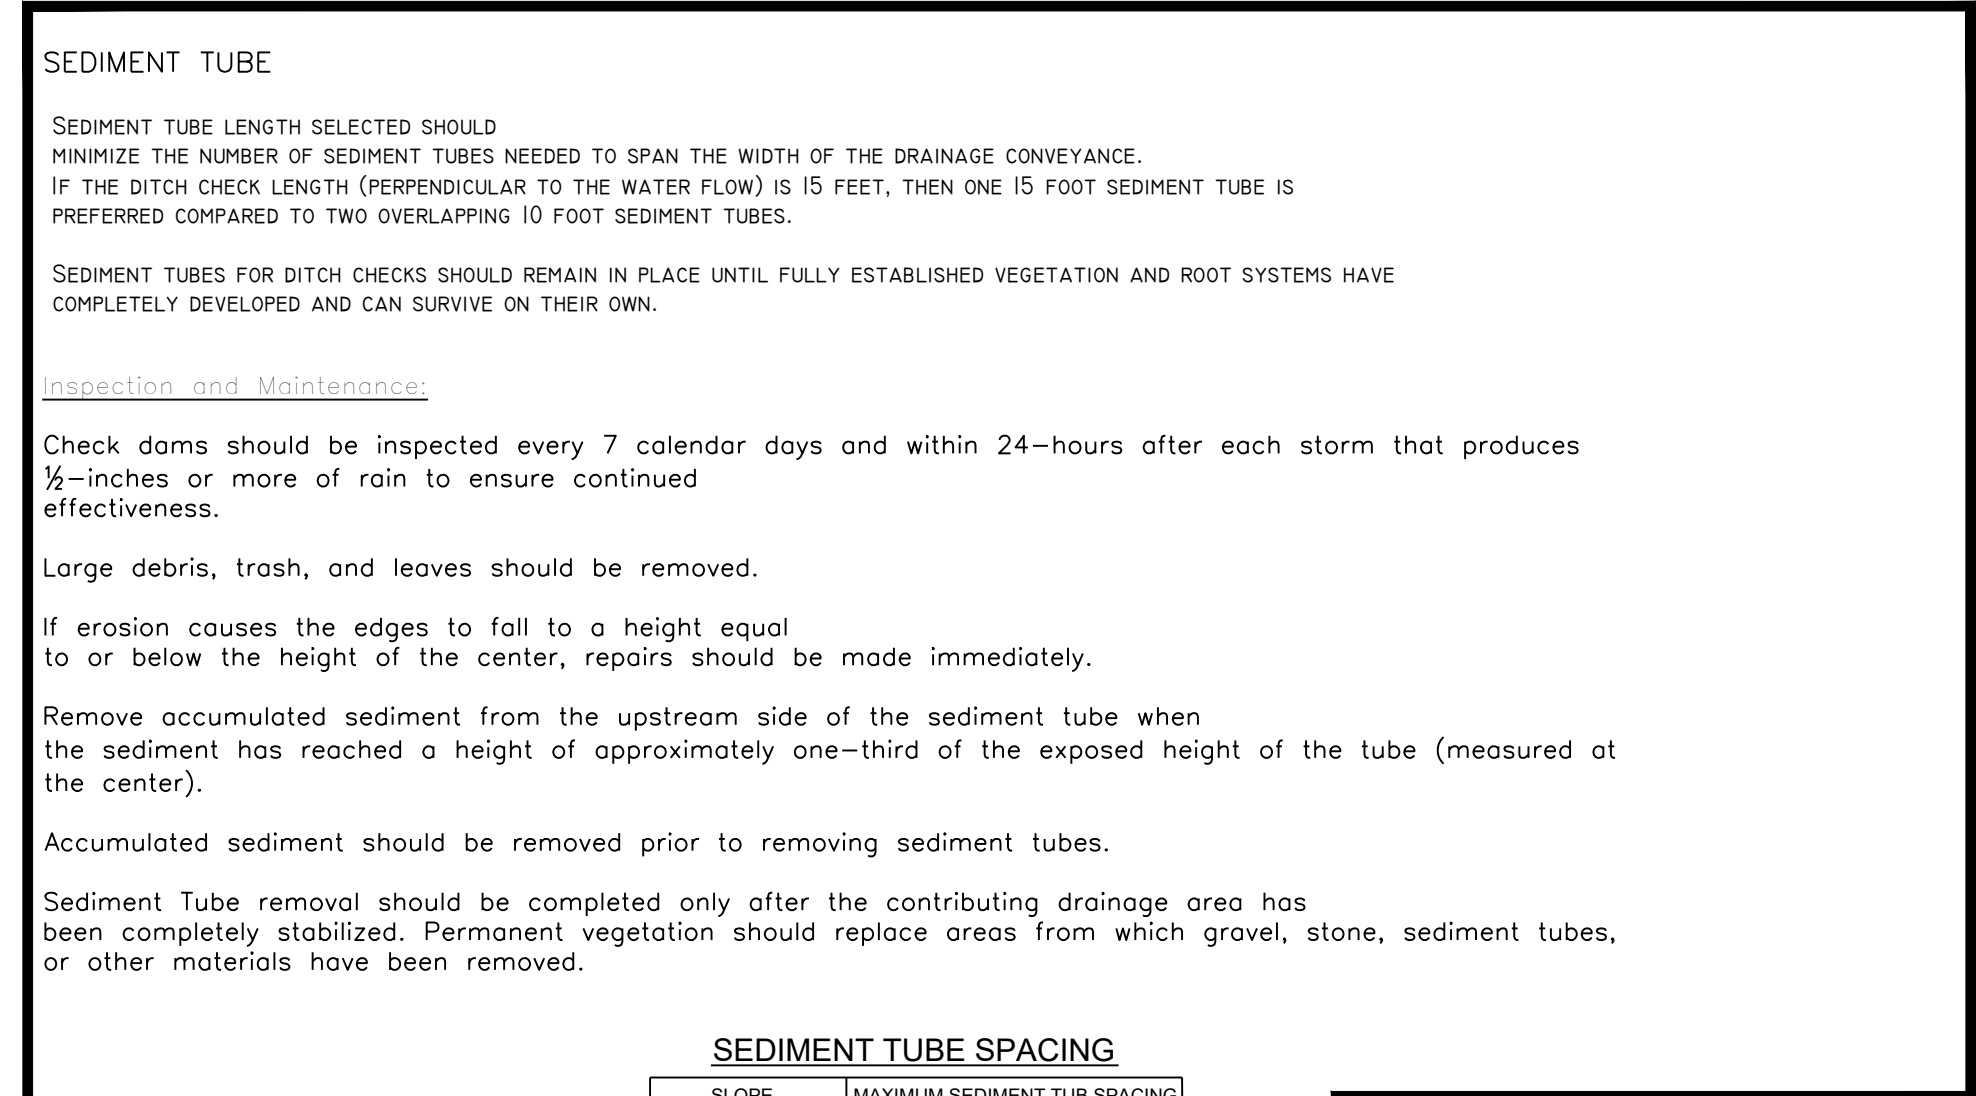 SEDIMENT TUBE
SEDIMENT TUBE LENGTH SELECTED SHOULD
MINIMIZE THE NUMBER OF SEDIMENT TUBES NEEDED TO SPAN THE WIDTH OF THE DRAINAGE CONVEYANCE.
IF THE DITCH CHECK LENGTH (PERPENDICULAR TO THE WATER FLOW) IS 15 FEET, THEN ONE 15 FOOT SEDIMENT TUBE IS
PREFERRED COMPARED TO TWO OVERLAPPING 10 FOOT SEDIMENT TUBES.
SEDIMENT TUBES FOR DITCH CHECKS SHOULD REMAIN IN PLACE UNTIL FULLY ESTABLISHED VEGETATION AND ROOT SYSTEMS HAVE
COMPLETELY DEVELOPED AND CAN SURVIVE ON THEIR OWN.
Inspection and Maintenance:
Check dams should be inspected every 7 calendar days and within 24-hours after each storm that produces
½-inches or more of rain to ensure continued
effectiveness.
Large debris, trash, and leaves should be removed.
If erosion causes the edges to fall to a height equal
to or below the height of the center, repairs should be made immediately.
Remove accumulated sediment from the upstream side of the sediment tube when
the sediment has reached a height of approximately one-third of the exposed height of the tube (measured at
the center).
Accumulated sediment should be removed prior to removing sediment tubes.
Sediment Tube removal should be completed only after the contributing drainage area has
been completely stabilized. Permanent vegetation should replace areas from which gravel, stone, sediment tubes,
or other materials have been removed.
SEDIMENT TUBE SPACING
SLOPE MAXIMUM SEDIMENT TUB SPACING